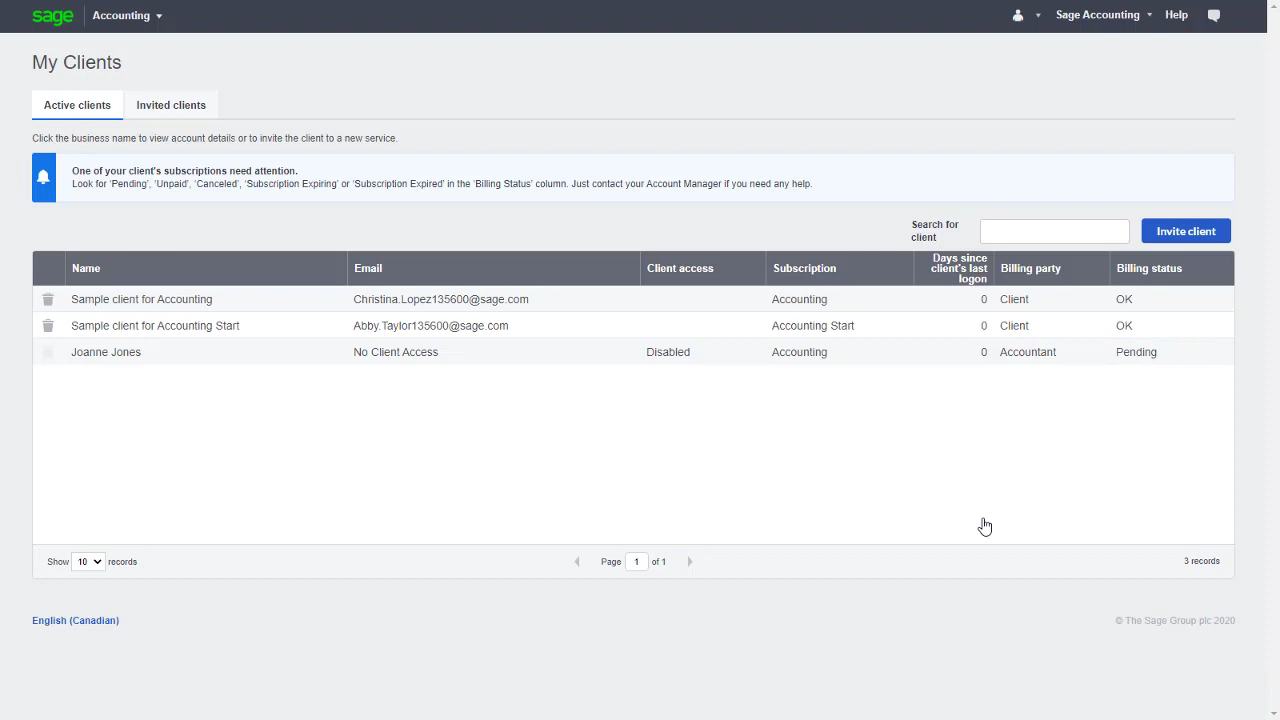 sage Accounting Sage Accounting Help
My Clients
Active clients Invited clients
Click the business name to view account details or to invite the client to a new service.
One of your client's subscriptions need attention.
Look for 'Pending', 'Unpaid', 'Canceled', 'Subscription Expiring' or 'Subscription Expired' in the 'Billing Status' column. Just contact your Account Manager if you need any help.
Search for
client
Invite client
Name Email Client access Subscription Days since client's last logon Billing party Billing status
Sample client for Accounting Christina.Lopez135600@sage.com Accounting 0 Client OK
Sample client for Accounting Start Abby.Taylor135600@sage.com Accounting Start 0 Client OK
Joanne Jones No Client Access Disabled Accounting 0 Accountant Pending
Show 10 records Page 1 of 1 3 records
English (Canadian) © The Sage Group plc 2020